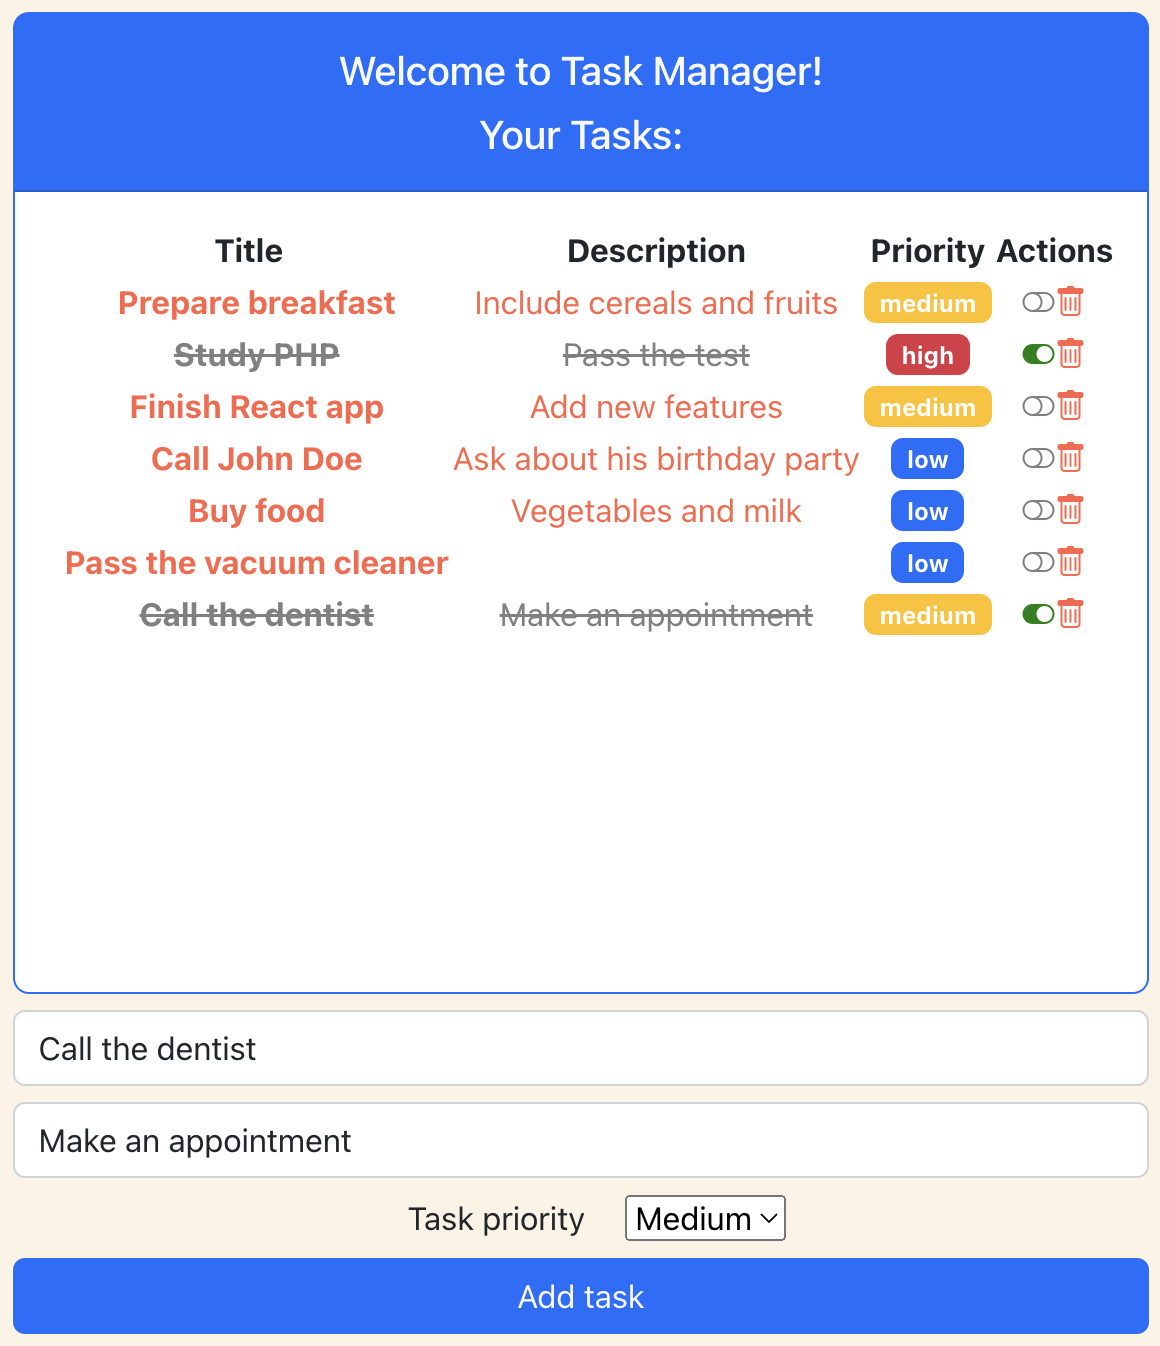 Welcome to Task Manager!
Your Tasks:
Title Description Priority Actions
Prepare breakfast Include cereals and fruits medium
Study PHP Pass the test high
Finish React app Add new features medium
Call John Doe Ask about his birthday party low
Buy food Vegetables and milk low
Pass the vacuum cleaner low
Call the dentist Make an appointment medium
Call the dentist
Make an appointment
Task priority Medium
Add task